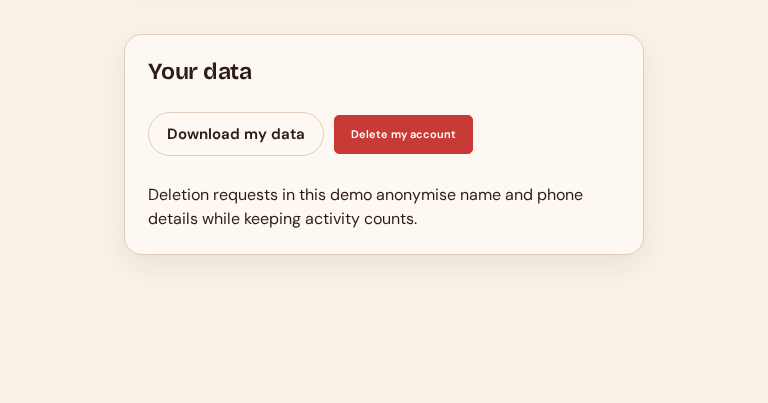 Your data
Download my data
Delete my account
Deletion requests in this demo anonymise name and phone
details while keeping activity counts.